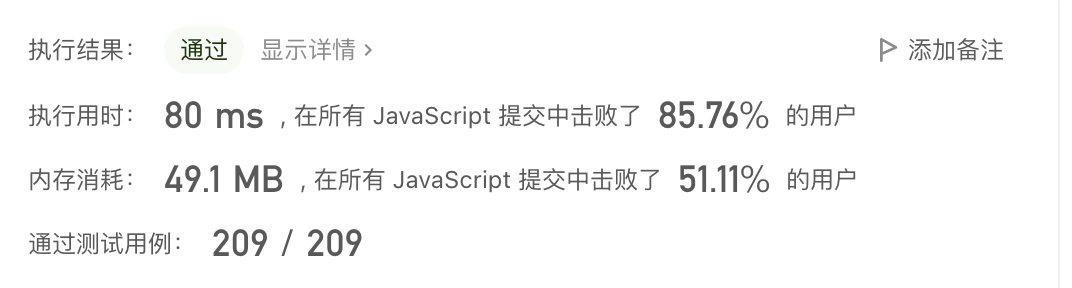 执行结果： 通过 显示详情 › 添加备注
执行用时： 80 ms , 在所有 JavaScript 提交中击败了 85.76% 的用户
内存消耗： 49.1 MB , 在所有 JavaScript 提交中击败了 51.11% 的用户
通过测试用例： 209 / 209